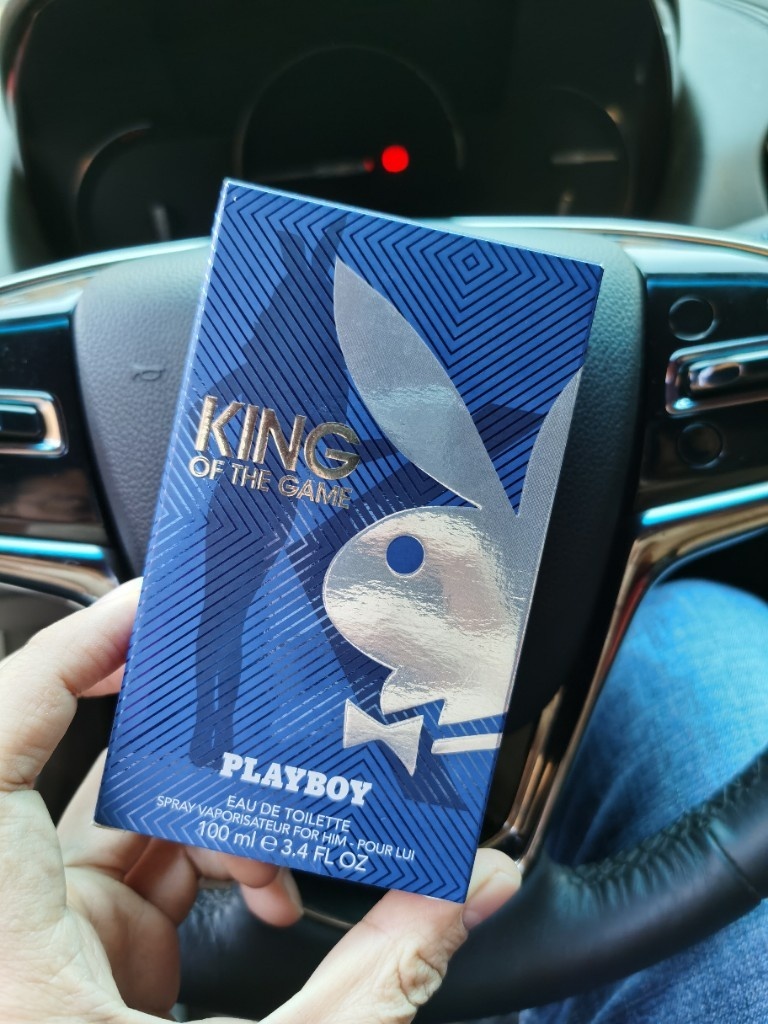 KING
OF THE GAME
PLAYBOY
EAU DE TOILETTE
SPRAY VAPORISATEUR FOR HIM - POUR LUI
100 ml ℮ 3.4 FL OZ